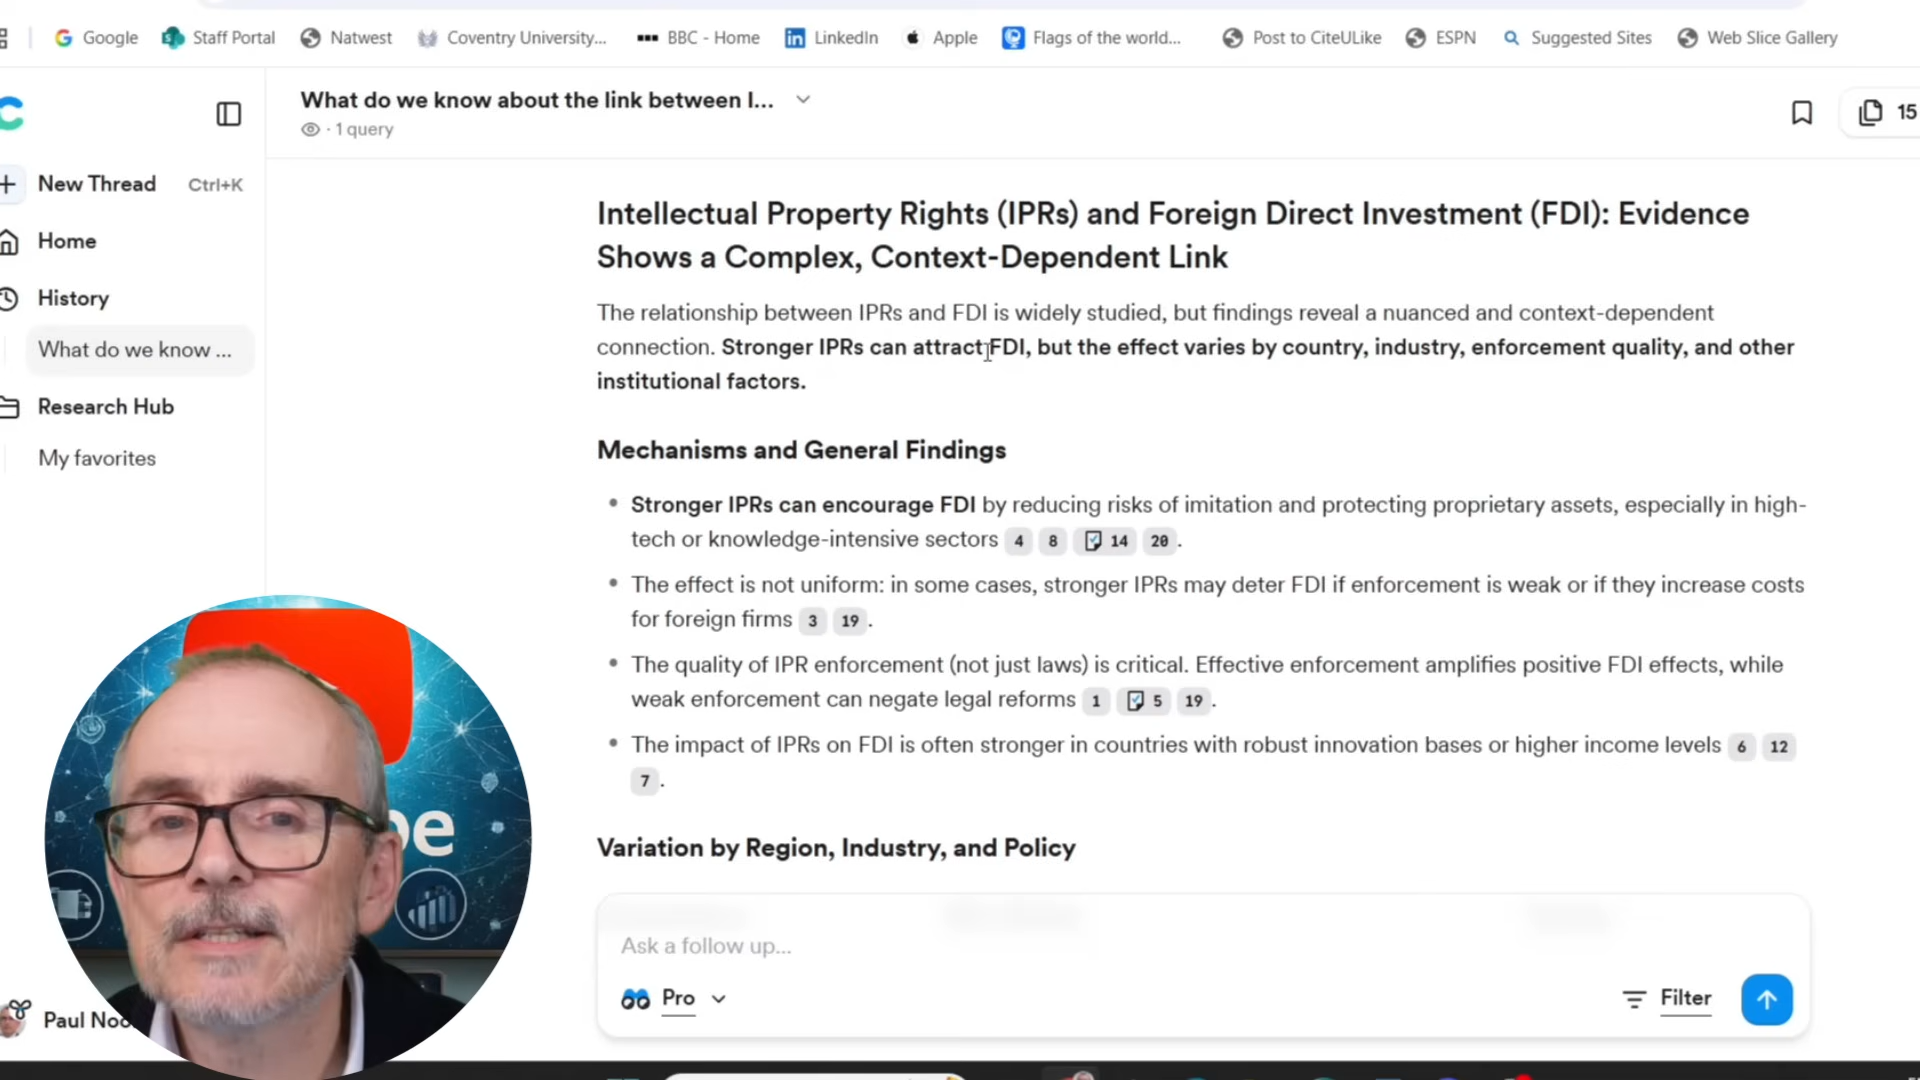 Google Staff Portal Natwest Coventry University... BBC - Home LinkedIn Apple Flags of the world... Post to CiteULike ESPN Suggested Sites Web Slice Gallery
What do we know about the link between I...
· 1 query
15
New Thread Ctrl+K
Home
History
What do we know ...
Research Hub
My favorites
Intellectual Property Rights (IPRs) and Foreign Direct Investment (FDI): Evidence
Shows a Complex, Context-Dependent Link
The relationship between IPRs and FDI is widely studied, but findings reveal a nuanced and context-dependent
connection. Stronger IPRs can attract FDI, but the effect varies by country, industry, enforcement quality, and other
institutional factors.
Mechanisms and General Findings
• Stronger IPRs can encourage FDI by reducing risks of imitation and protecting proprietary assets, especially in high-
tech or knowledge-intensive sectors 4 8 14 20 .
• The effect is not uniform: in some cases, stronger IPRs may deter FDI if enforcement is weak or if they increase costs
for foreign firms 3 19 .
• The quality of IPR enforcement (not just laws) is critical. Effective enforcement amplifies positive FDI effects, while
weak enforcement can negate legal reforms 1 5 19 .
• The impact of IPRs on FDI is often stronger in countries with robust innovation bases or higher income levels 6 12
7 .
Variation by Region, Industry, and Policy
Ask a follow up...
Pro
Filter
Paul